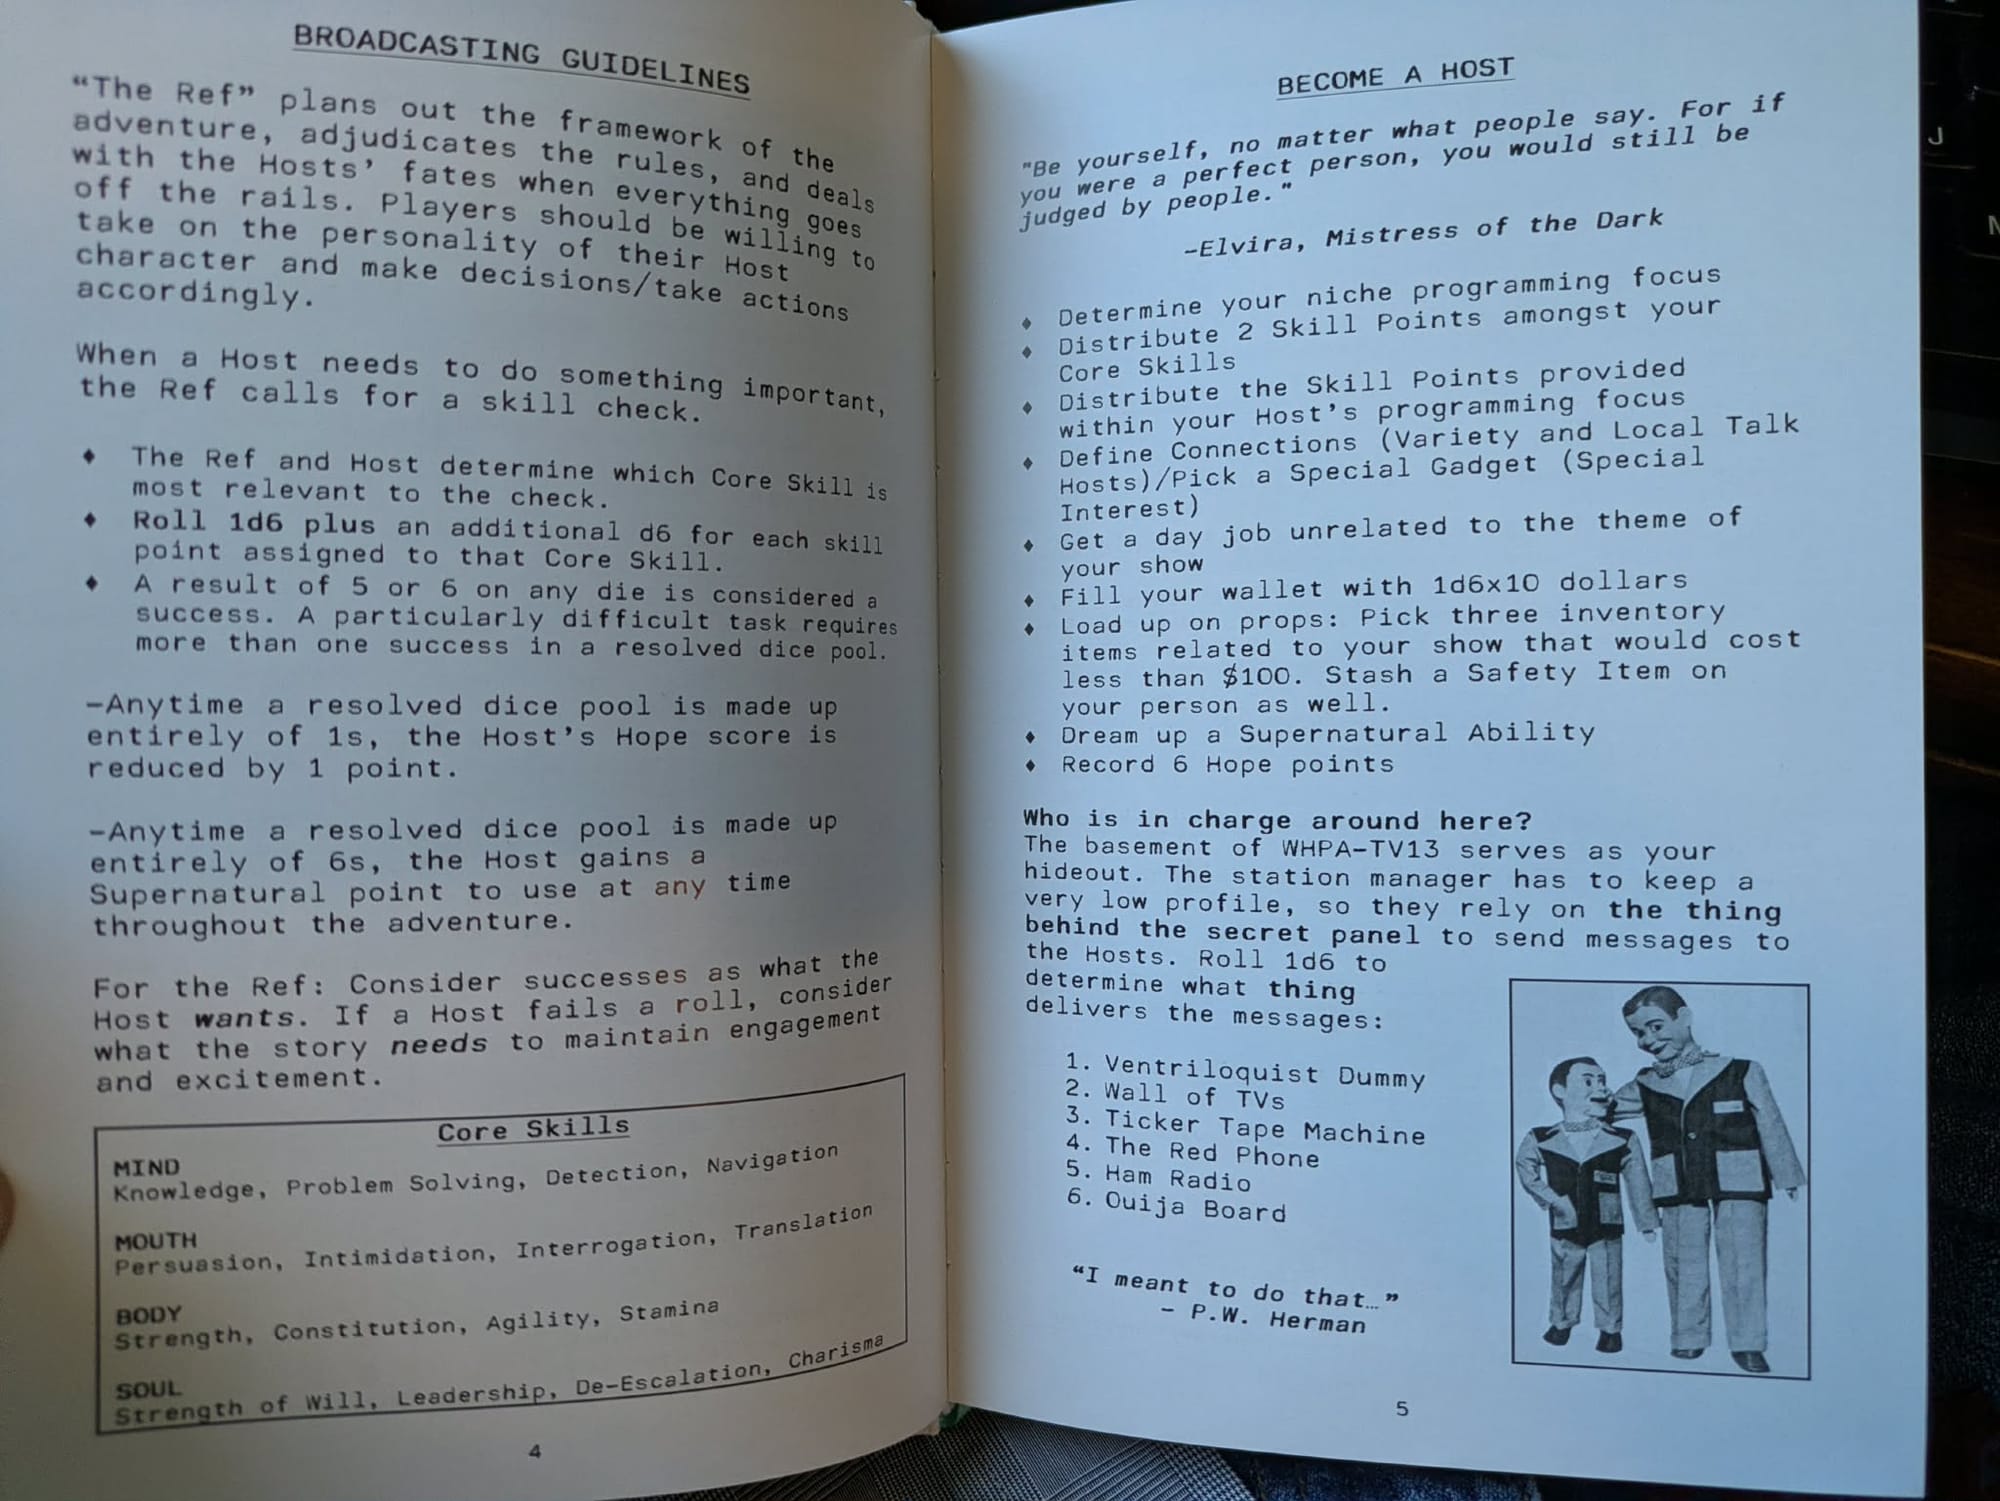 BROADCASTING GUIDELINES
“The Ref” plans out the framework of the
adventure, adjudicates the rules, and deals
with the Hosts’ fates when everything goes
off the rails. Players should be willing to
take on the personality of their Host
character and make decisions/take actions
accordingly.
When a Host needs to do something important,
the Ref calls for a skill check.
♦ The Ref and Host determine which Core Skill is
most relevant to the check.
♦ Roll 1d6 plus an additional d6 for each skill
point assigned to that Core Skill.
♦ A result of 5 or 6 on any die is considered a
success. A particularly difficult task requires
more than one success in a resolved dice pool.
–Anytime a resolved dice pool is made up
entirely of 1s, the Host’s Hope score is
reduced by 1 point.
–Anytime a resolved dice pool is made up
entirely of 6s, the Host gains a
Supernatural point to use at any time
throughout the adventure.
For the Ref: Consider successes as what the
Host wants. If a Host fails a roll, consider
what the story needs to maintain engagement
and excitement.
Core Skills
MIND
Knowledge, Problem Solving, Detection, Navigation
MOUTH
Persuasion, Intimidation, Interrogation, Translation
BODY
Strength, Constitution, Agility, Stamina
SOUL
Strength of Will, Leadership, De-Escalation, Charisma
4
BECOME A HOST
"Be yourself, no matter what people say. For if
you were a perfect person, you would still be
judged by people."
–Elvira, Mistress of the Dark
♦ Determine your niche programming focus
♦ Distribute 2 Skill Points amongst your
Core Skills
♦ Distribute the Skill Points provided
within your Host’s programming focus
♦ Define Connections (Variety and Local Talk
Hosts)/Pick a Special Gadget (Special
Interest)
♦ Get a day job unrelated to the theme of
your show
♦ Fill your wallet with 1d6x10 dollars
♦ Load up on props: Pick three inventory
items related to your show that would cost
less than $100. Stash a Safety Item on
your person as well.
♦ Dream up a Supernatural Ability
♦ Record 6 Hope points
Who is in charge around here?
The basement of WHPA–TV13 serves as your
hideout. The station manager has to keep a
very low profile, so they rely on the thing
behind the secret panel to send messages to
the Hosts. Roll 1d6 to
determine what thing
delivers the messages:
1. Ventriloquist Dummy
2. Wall of TVs
3. Ticker Tape Machine
4. The Red Phone
5. Ham Radio
6. Ouija Board
“I meant to do that…”
– P.W. Herman
5
J